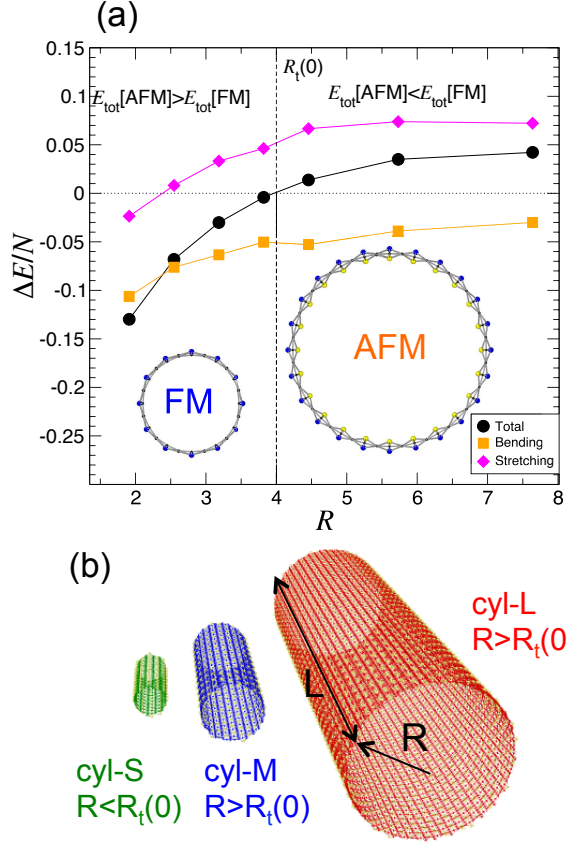 (a)
0.15
R_t(0)
0.1
E_tot[AFM]>E_tot[FM]
E_tot[AFM]<E_tot[FM]
0.05
0
-0.05
ΔE/N
-0.1
-0.15
AFM
FM
-0.2
Total
-0.25
Bending
Stretching
2 3 4 5 6 7 8
R
(b)
cyl-L
R>R_t(0
L
R
cyl-S
R<R_t(0)
cyl-M
R>R_t(0)